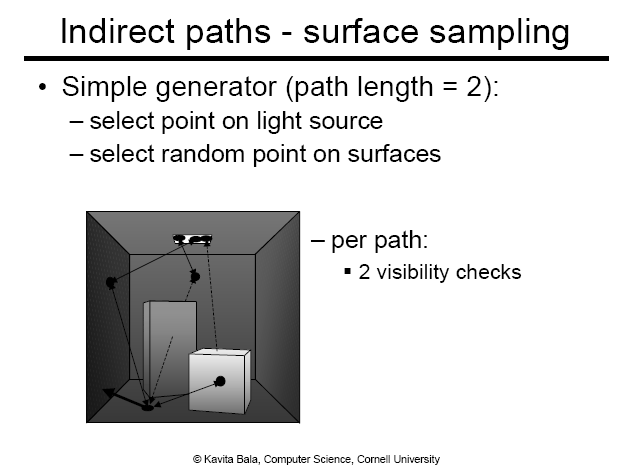 Indirect paths - surface sampling
• Simple generator (path length = 2):
– select point on light source
– select random point on surfaces
– per path:
▪ 2 visibility checks
© Kavita Bala, Computer Science, Cornell University